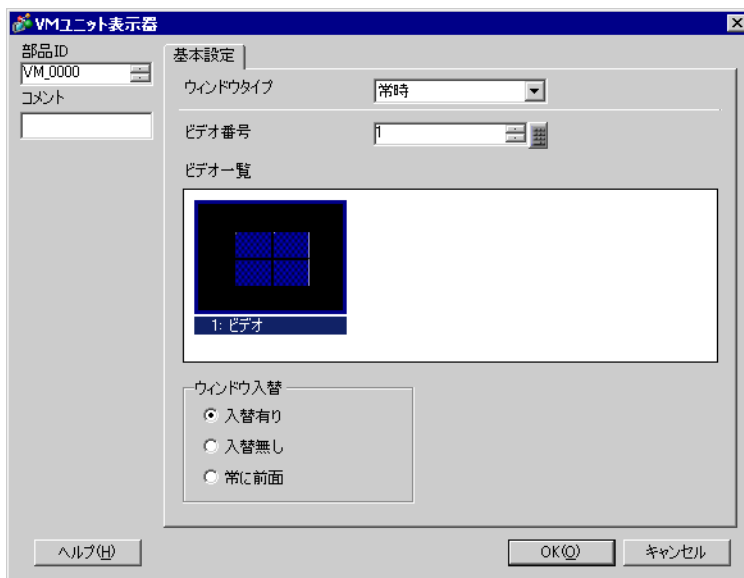 VMユニット表示器
部品ID
VM_0000
コメント
基本設定
ウィンドウタイプ
常時
ビデオ番号
1
ビデオ一覧
1: ビデオ
ウィンドウ入替
入替有り
入替無し
常に前面
ヘルプ(H)
OK(O)
キャンセル